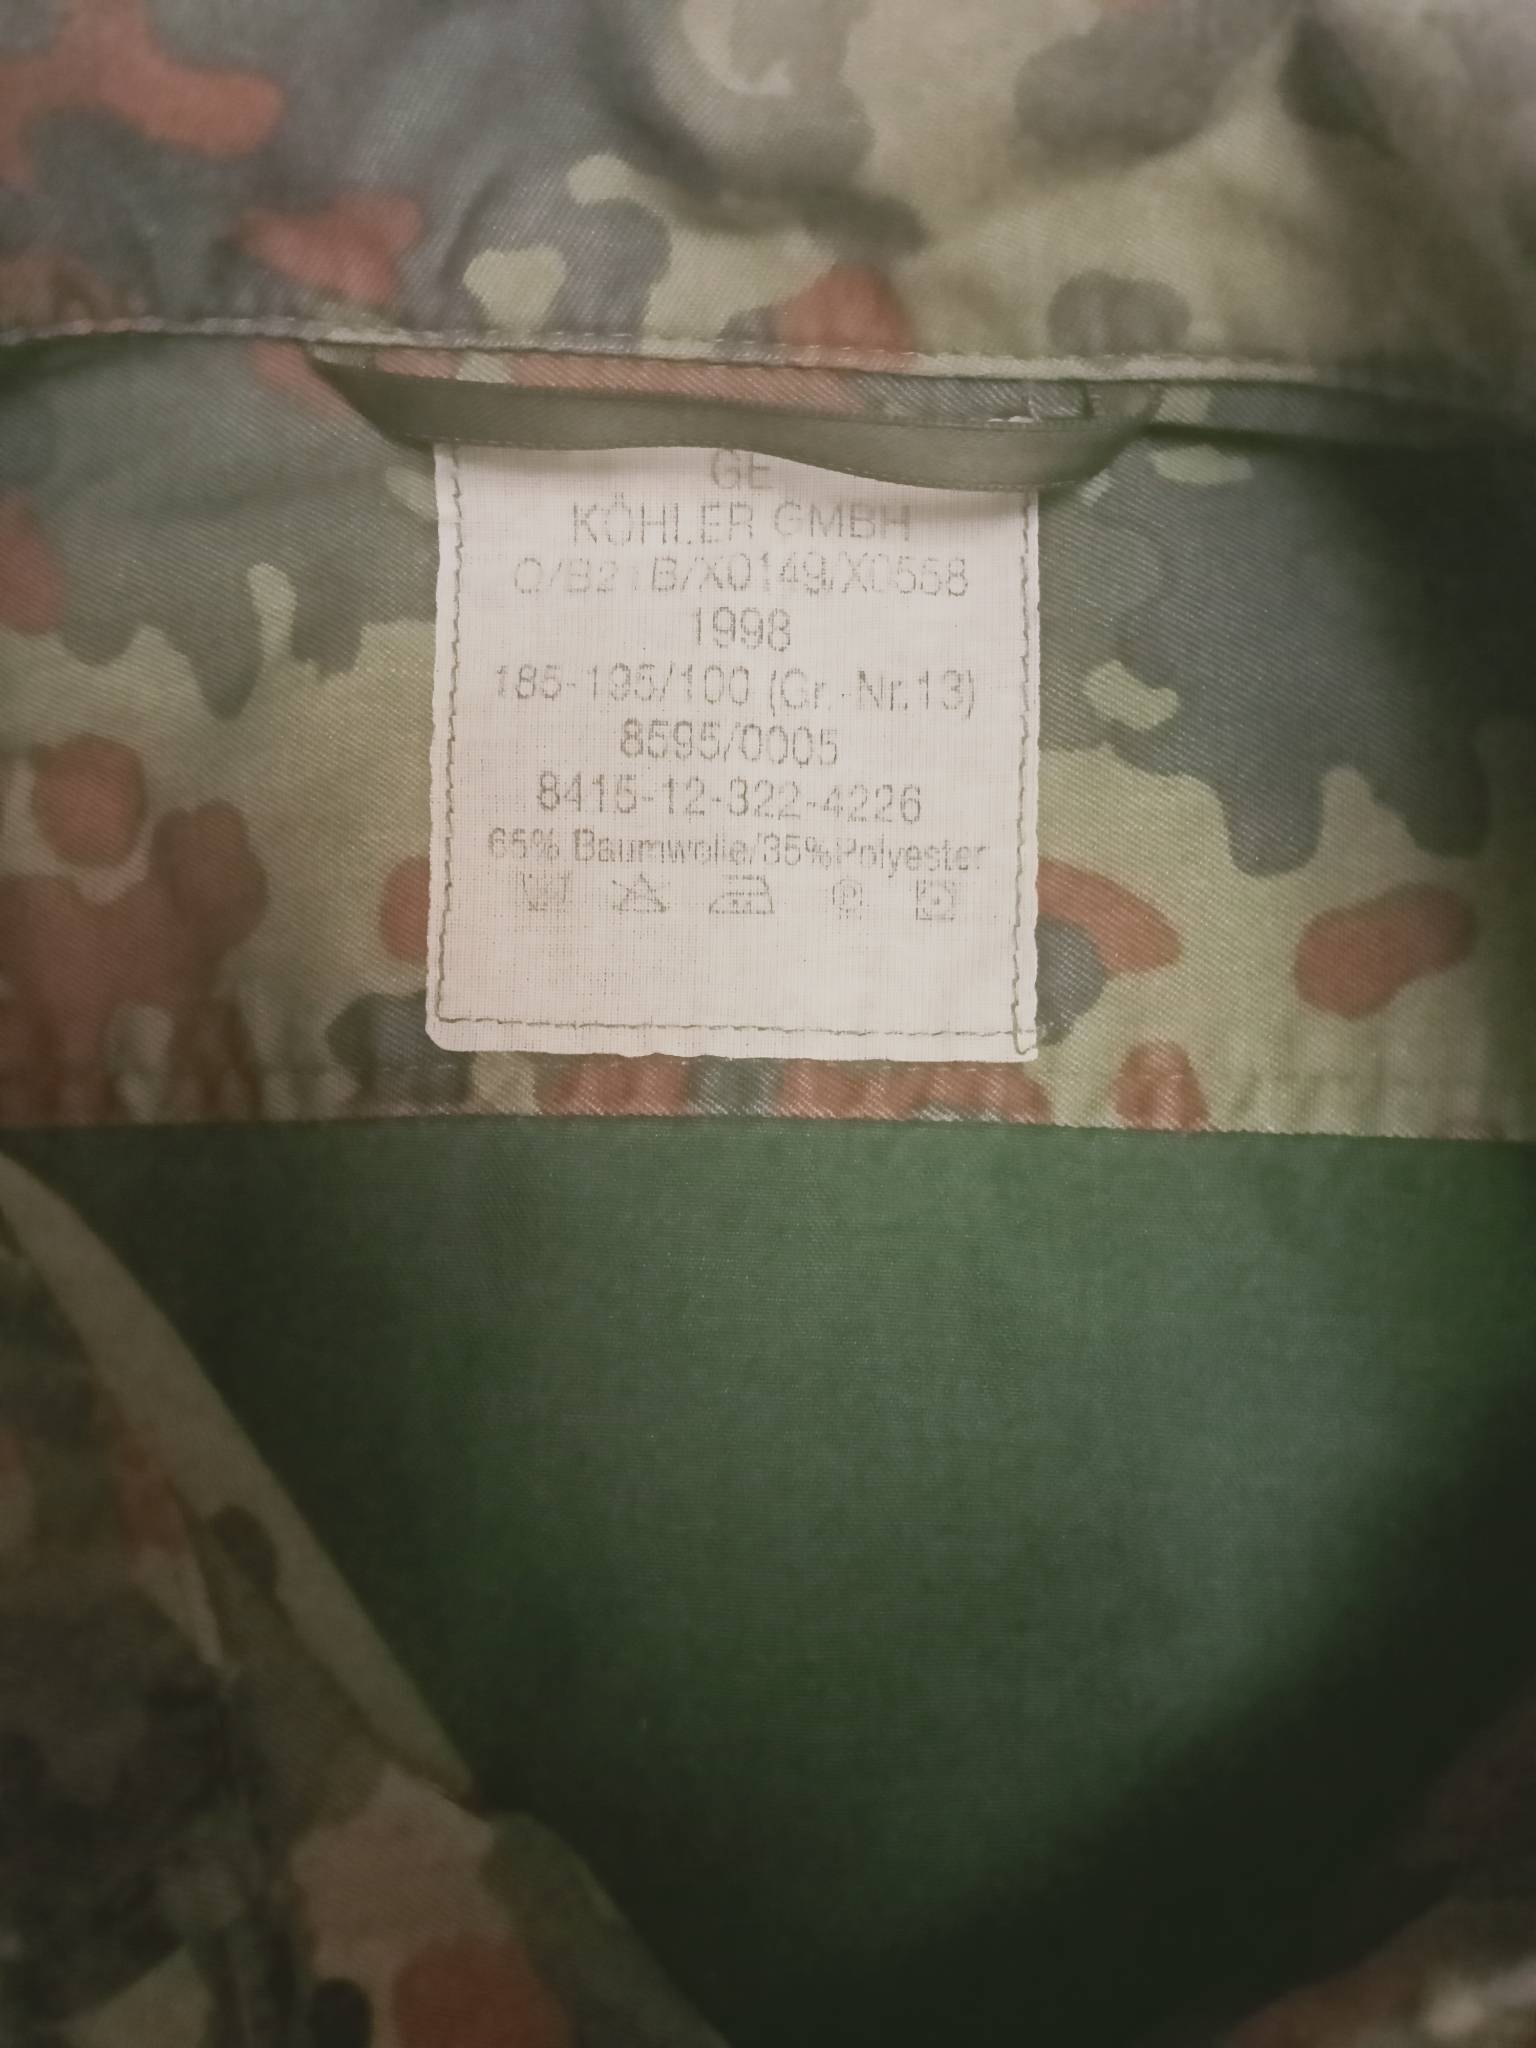 GE
KÖHLER GMBH
C/B21B/X0149/X0558
1998
185-195/100 (Gr.-Nr.13)
8595/0005
8415-12-322-4226
65% Baumwolle/35%Polyester
P